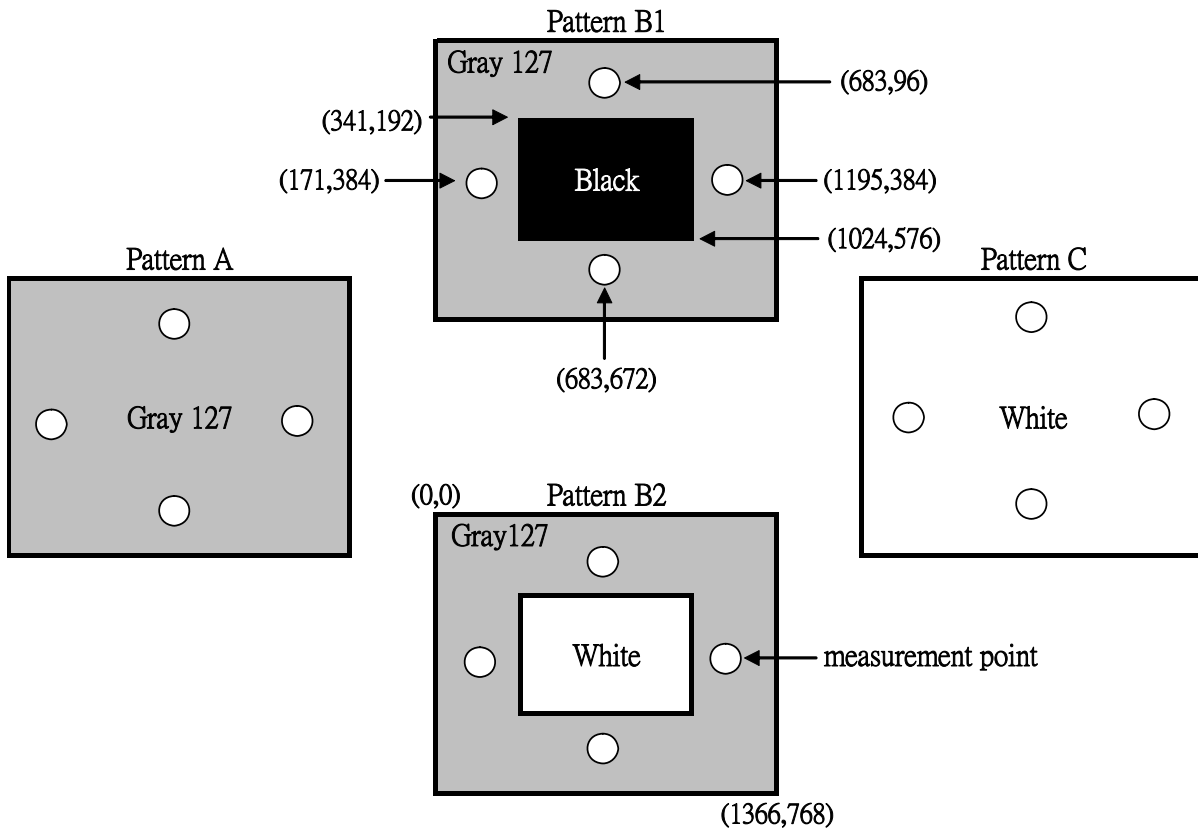 Pattern B1
Gray 127
(683,96)
(341,192)
(171,384)
Black
(1195,384)
(1024,576)
(683,672)
Pattern A
Gray 127
Pattern C
White
(0,0)
Pattern B2
Gray127
White
measurement point
(1366,768)